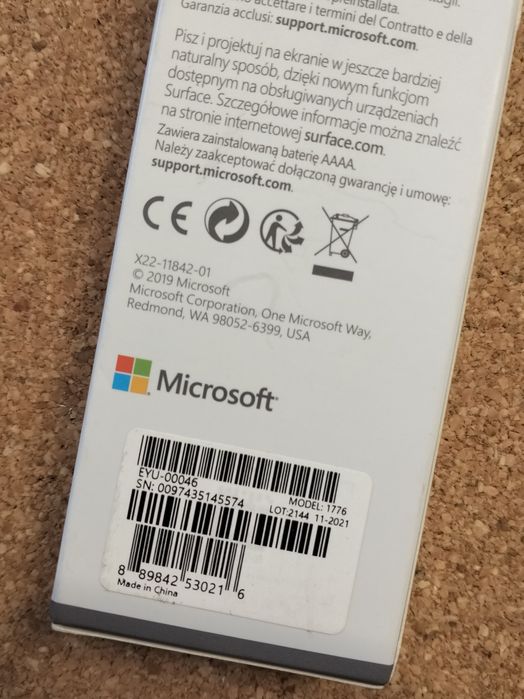 preinstallata.
accettare i termini del Contratto e della
Garanzia acclusi: support.microsoft.com.
Pisz i projektuj na ekranie w jeszcze bardziej
naturalny sposób, dzięki nowym funkcjom
dostępnym na obsługiwanych urządzeniach
Surface. Szczegółowe informacje można znaleźć
na stronie internetowej surface.com.
Zawiera zainstalowaną baterię AAAA.
Należy zaakceptować dołączoną gwarancję i umowę:
support.microsoft.com.
CE
X22-11842-01
© 2019 Microsoft
Microsoft Corporation, One Microsoft Way,
Redmond, WA 98052-6399, USA
Microsoft
EYU-00046
MODEL: 1776
SN: 0097435145574
LOT:2144 11-2021
8 89842 53021 6
Made in China